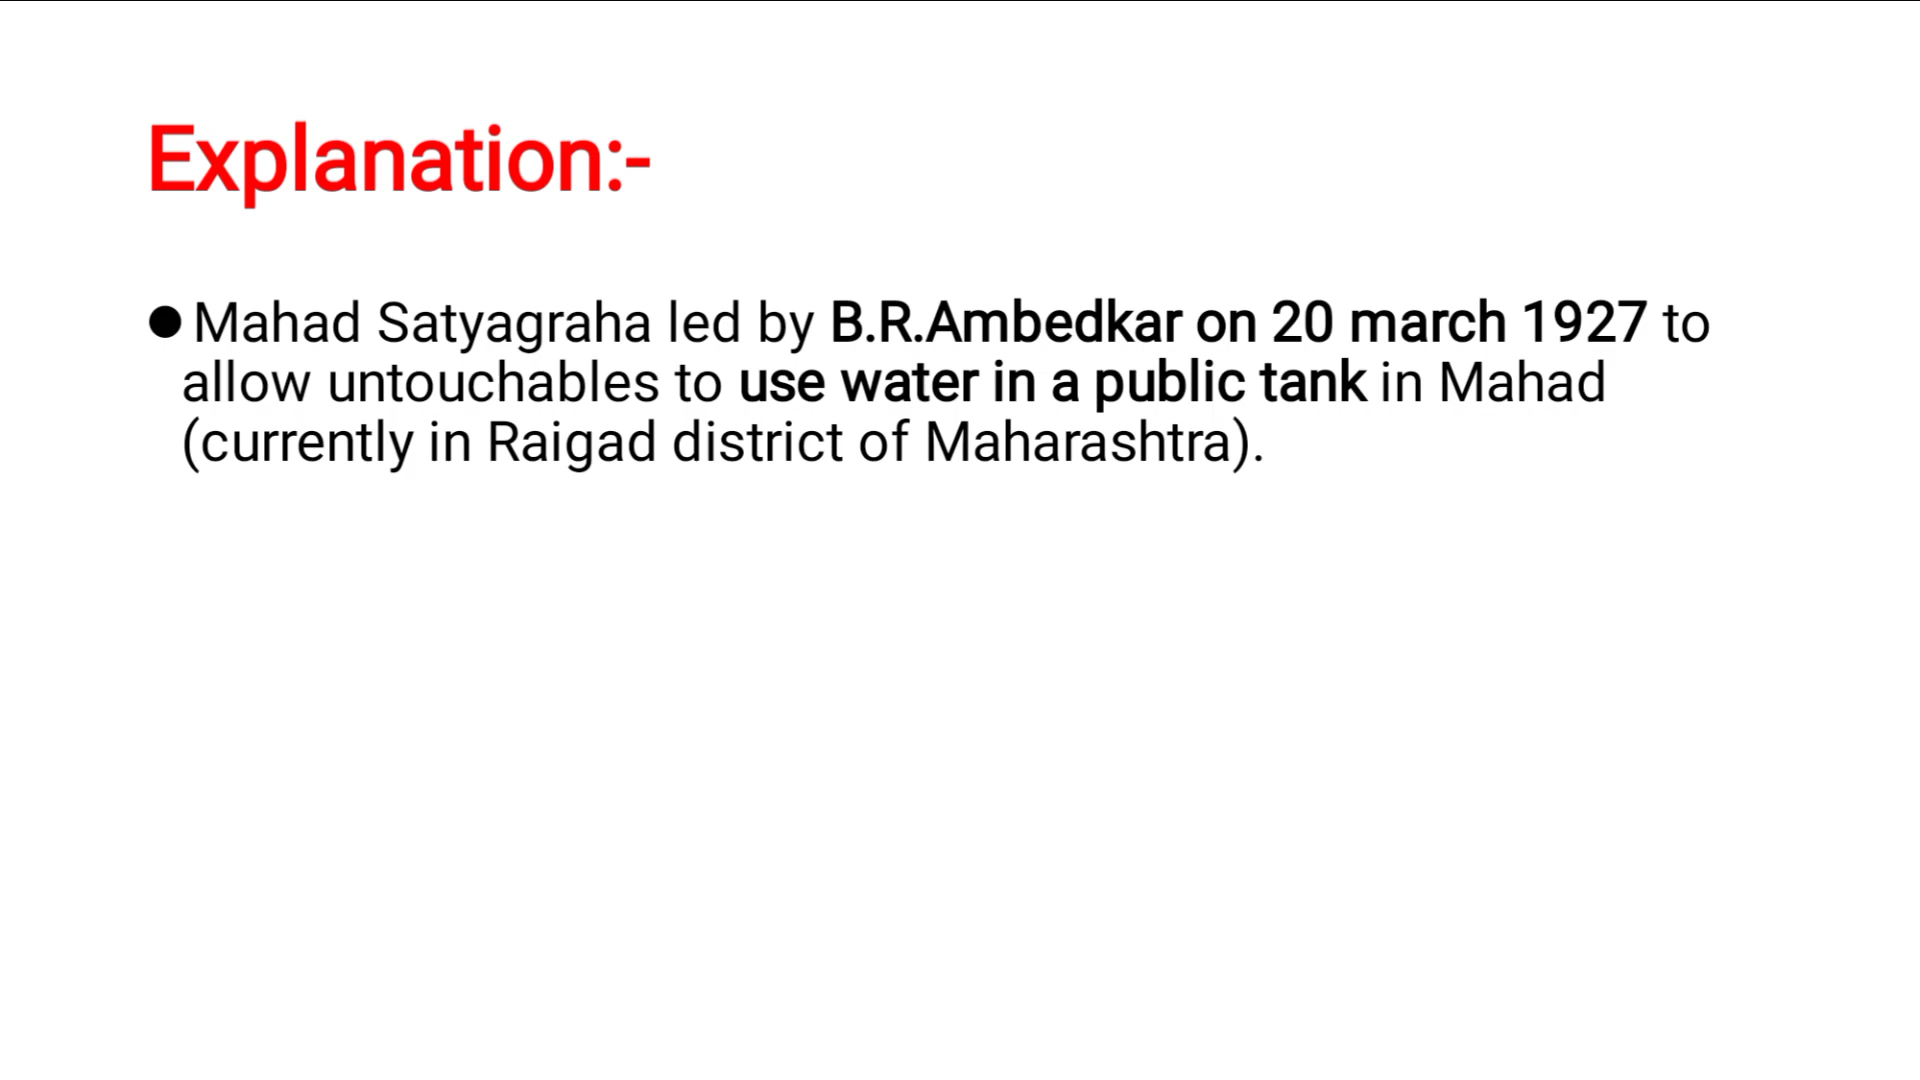 Explanation:-
●Mahad Satyagraha led by B.R.Ambedkar on 20 march 1927 to
allow untouchables to use water in a public tank in Mahad
(currently in Raigad district of Maharashtra).